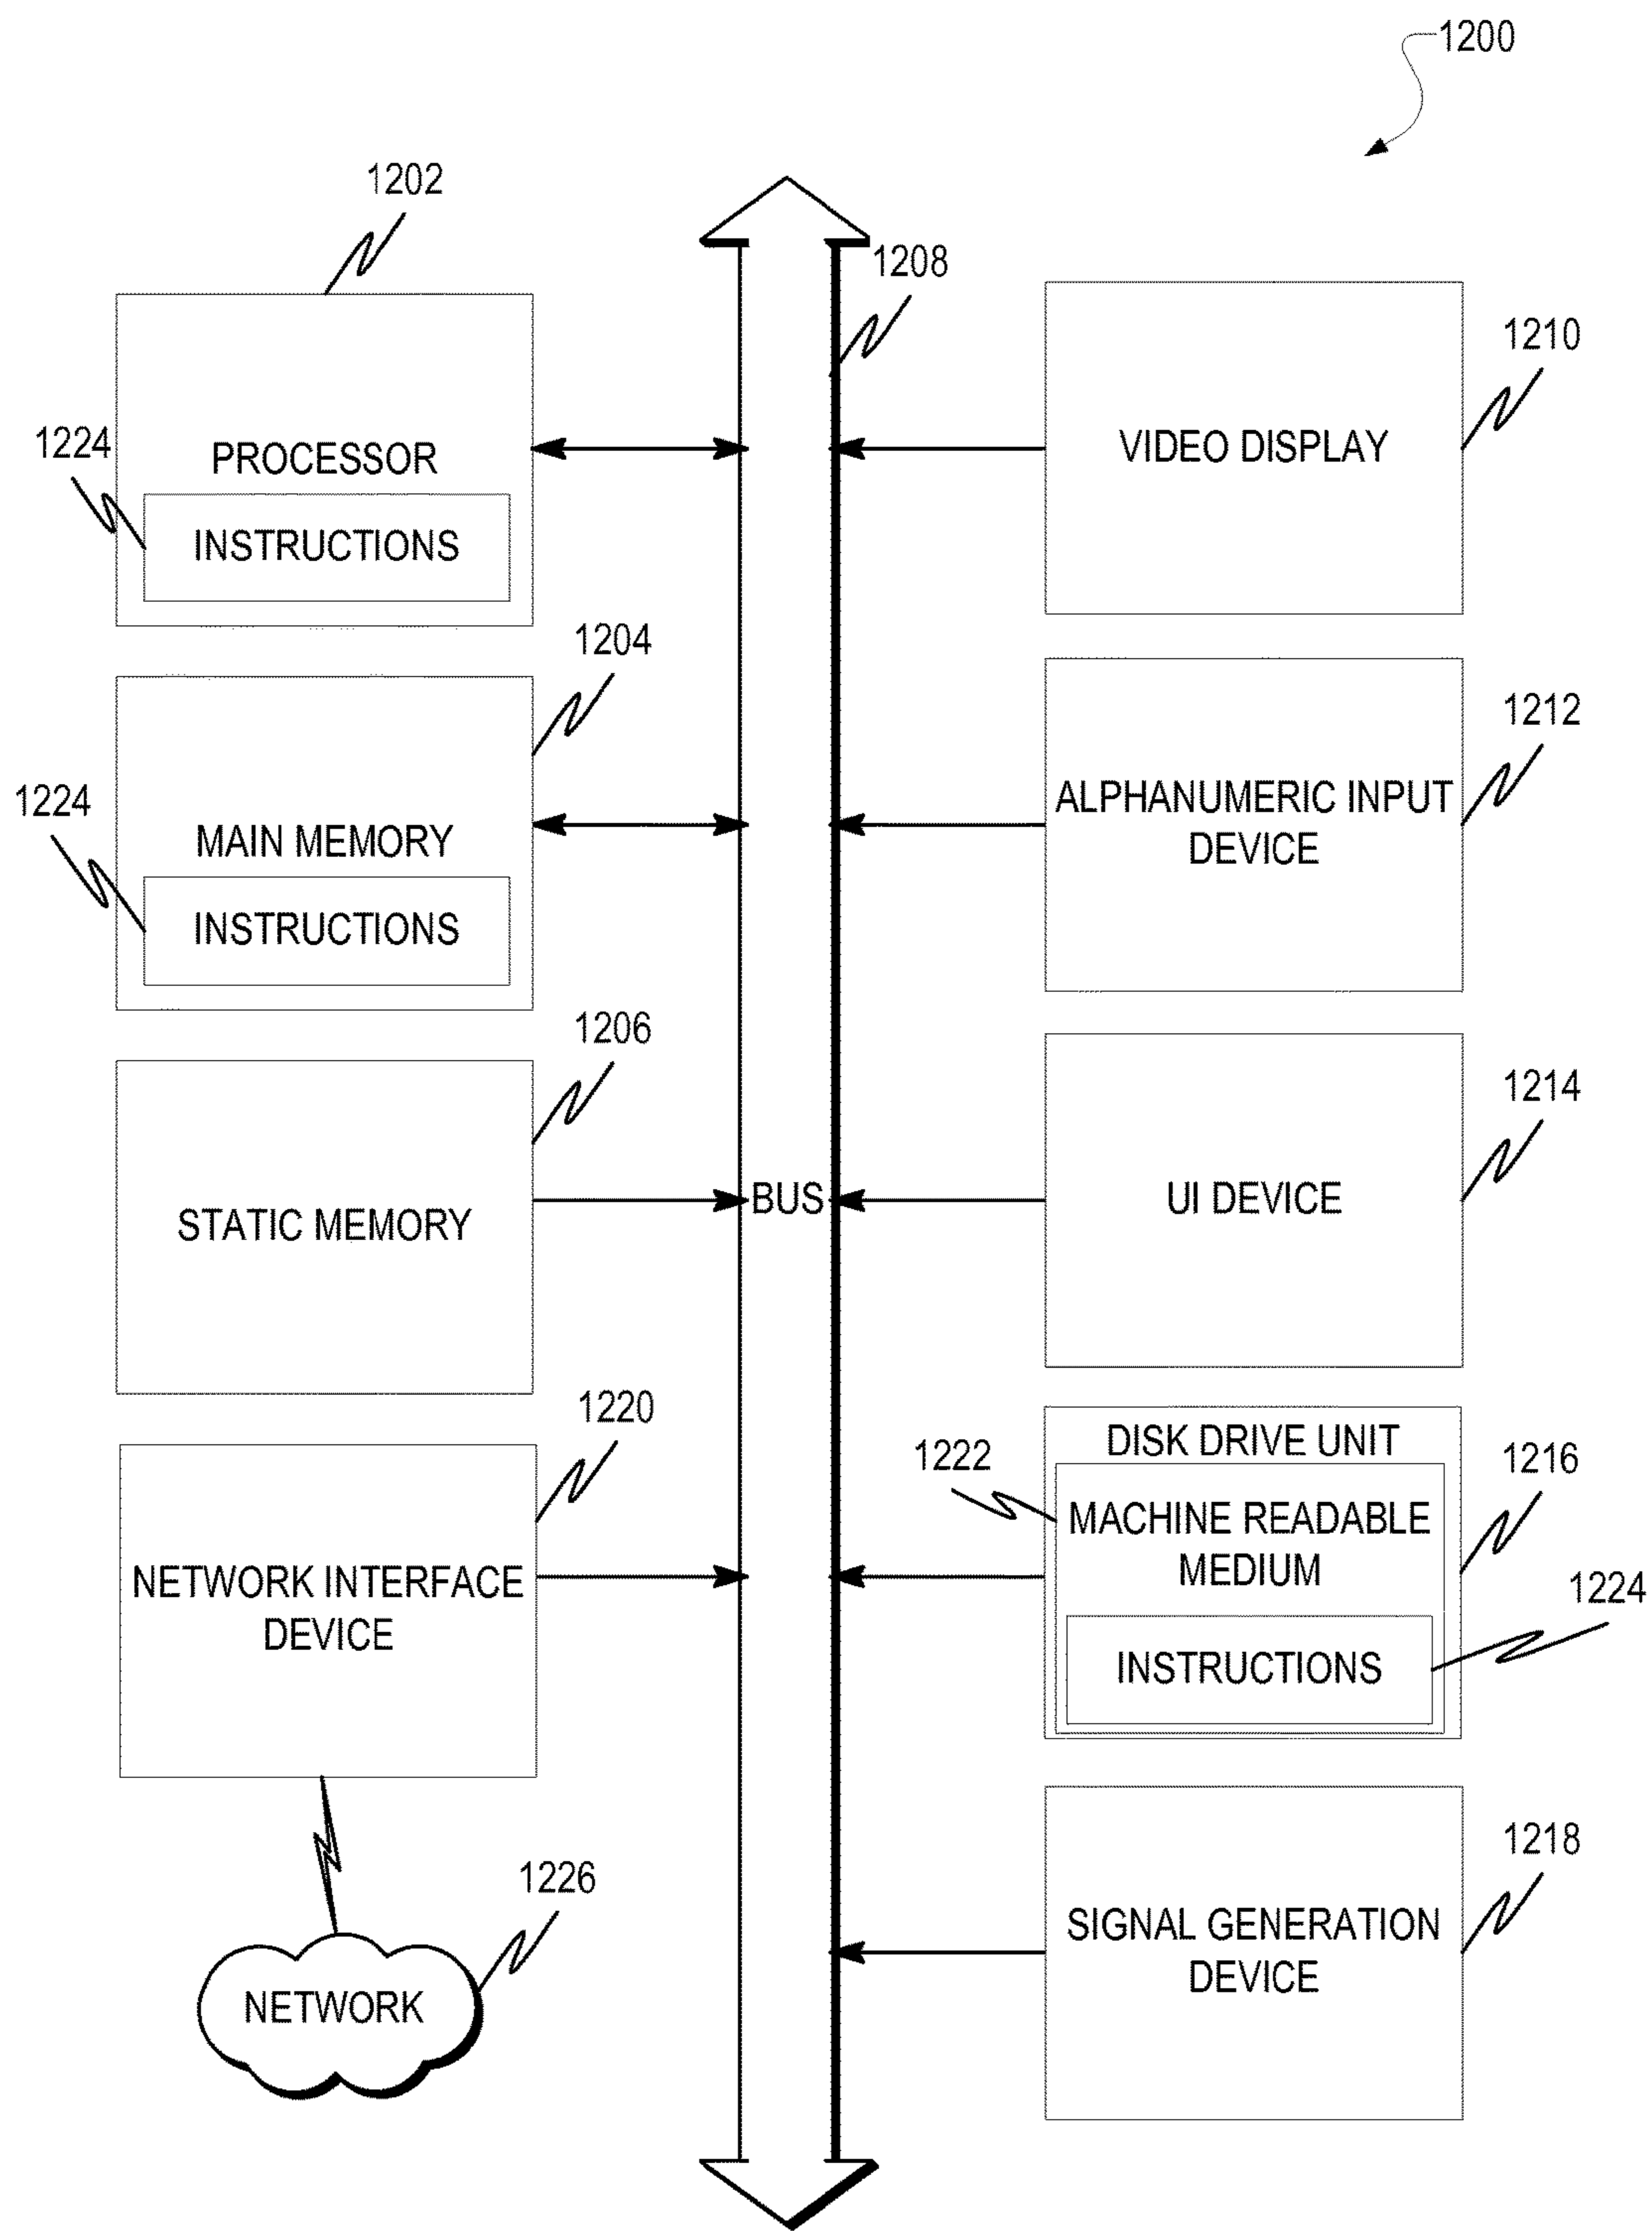 1200
1202
1208
1210
PROCESSOR
1224
INSTRUCTIONS
VIDEO DISPLAY
1204
1212
MAIN MEMORY
1224
INSTRUCTIONS
ALPHANUMERIC INPUT
DEVICE
1206
1214
STATIC MEMORY
BUS
UI DEVICE
1220
NETWORK INTERFACE
DEVICE
DISK DRIVE UNIT
1222
1216
MACHINE READABLE
MEDIUM
1224
INSTRUCTIONS
1226
NETWORK
1218
SIGNAL GENERATION
DEVICE